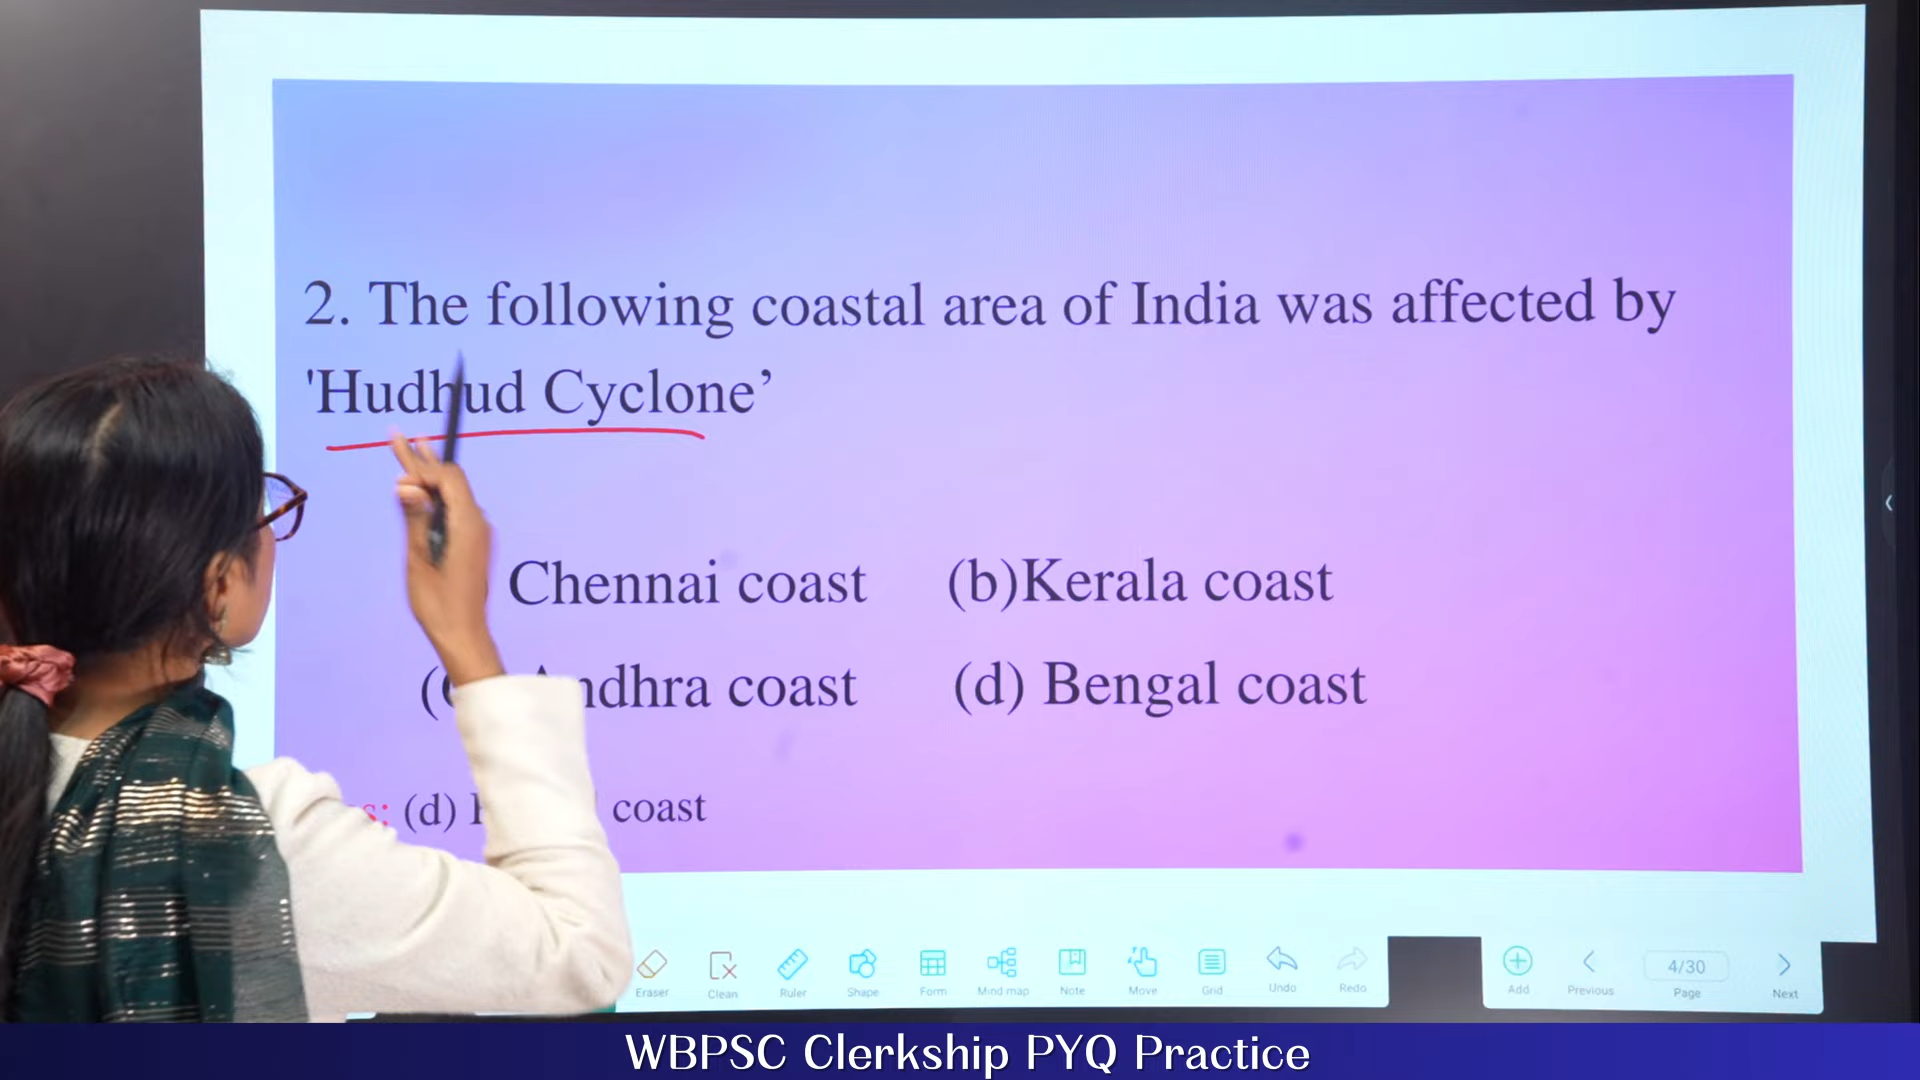 2. The following coastal area of India was affected by
'Hudhud Cyclone’
Chennai coast (b)Kerala coast
Andhra coast (d) Bengal coast
(d) coast
Eraser Clean Ruler Shape Form Mind map Note Move Grid Undo Redo
Add Previous 4/30 Page Next
WBPSC Clerkship PYQ Practice